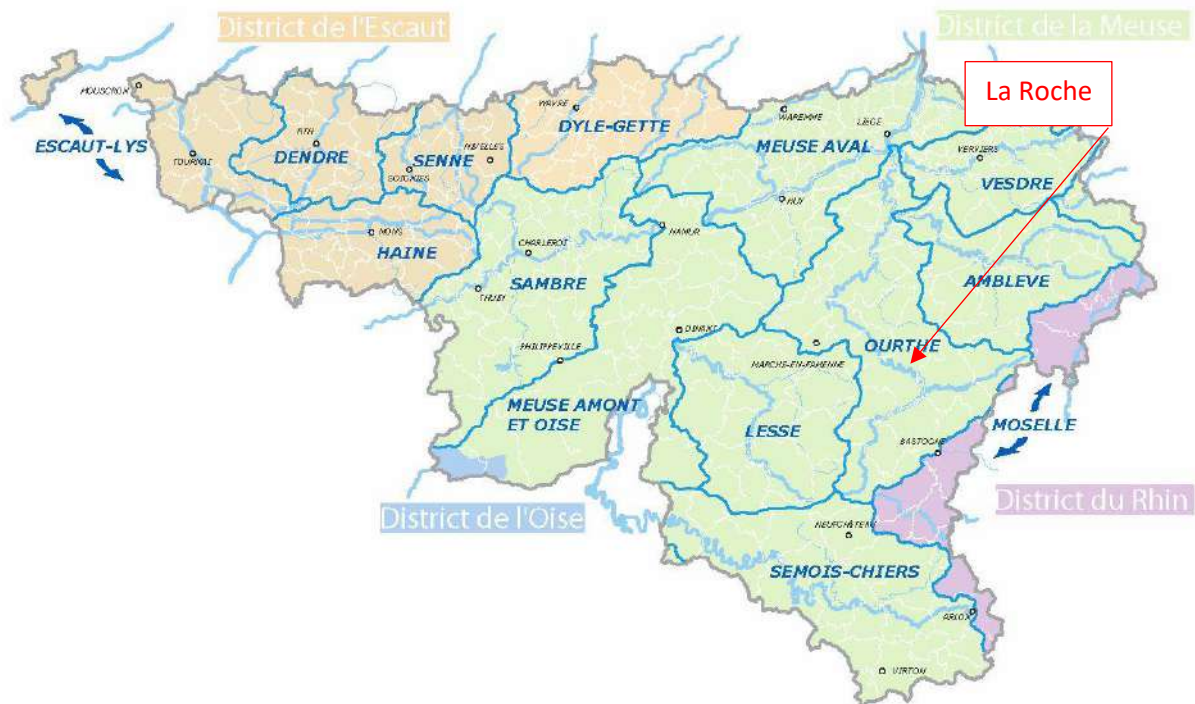 District de l'Escaut
District de la Meuse
La Roche
MOUSCRON
WAVRE
WAREMME
LIEGE
DYLE-GETTE
ESCAUT-LYS
TOURNAI
ATH
DENDRE
SENNE
NIVELLES
SOIGNIES
MEUSE AVAL
VERVIERS
VESDRE
HUY
MONS
HAINE
NAMUR
CHARLEROI
SAMBRE
THUIN
AMBLEVE
DINANT
OURTHE
PHILIPPEVILLE
MARCHE-EN-FAMENNE
MEUSE AMONT
ET OISE
LESSE
MOSELLE
BASTOGNE
District de l'Oise
District du Rhin
NEUFCHATEAU
SEMOIS-CHIERS
ARLON
VIRTON